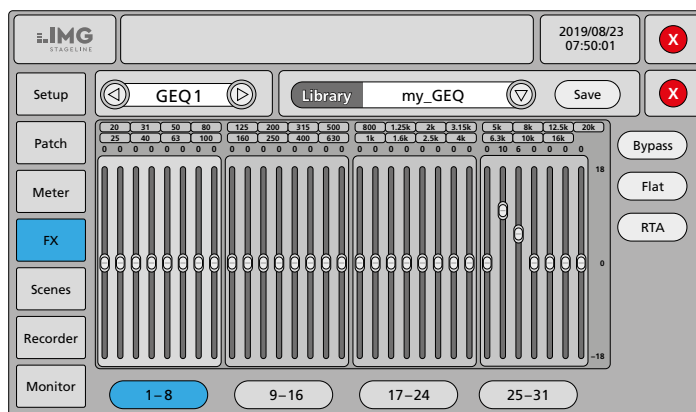 IMG
STAGELINE
2019/08/23
07:50:01
X
Setup
GEQ1
Library
my_GEQ
Save
X
20 31 50 80 125 200 315 500 800 1.25k 2k 3.15k 5k 8k 12.5k 20k
25 40 63 100 160 250 400 630 1k 1.6k 2.5k 4k 6.3k 10k 16k
0 0 0 0 0 0 0 0 0 0 0 0 0 0 0 0 0 0 0 0 0 0 0 0 0 10 6 0 0 0 0
Patch
Bypass
18
Meter
Flat
FX
RTA
0
Scenes
Recorder
–18
Monitor
1–8
9–16
17–24
25–31